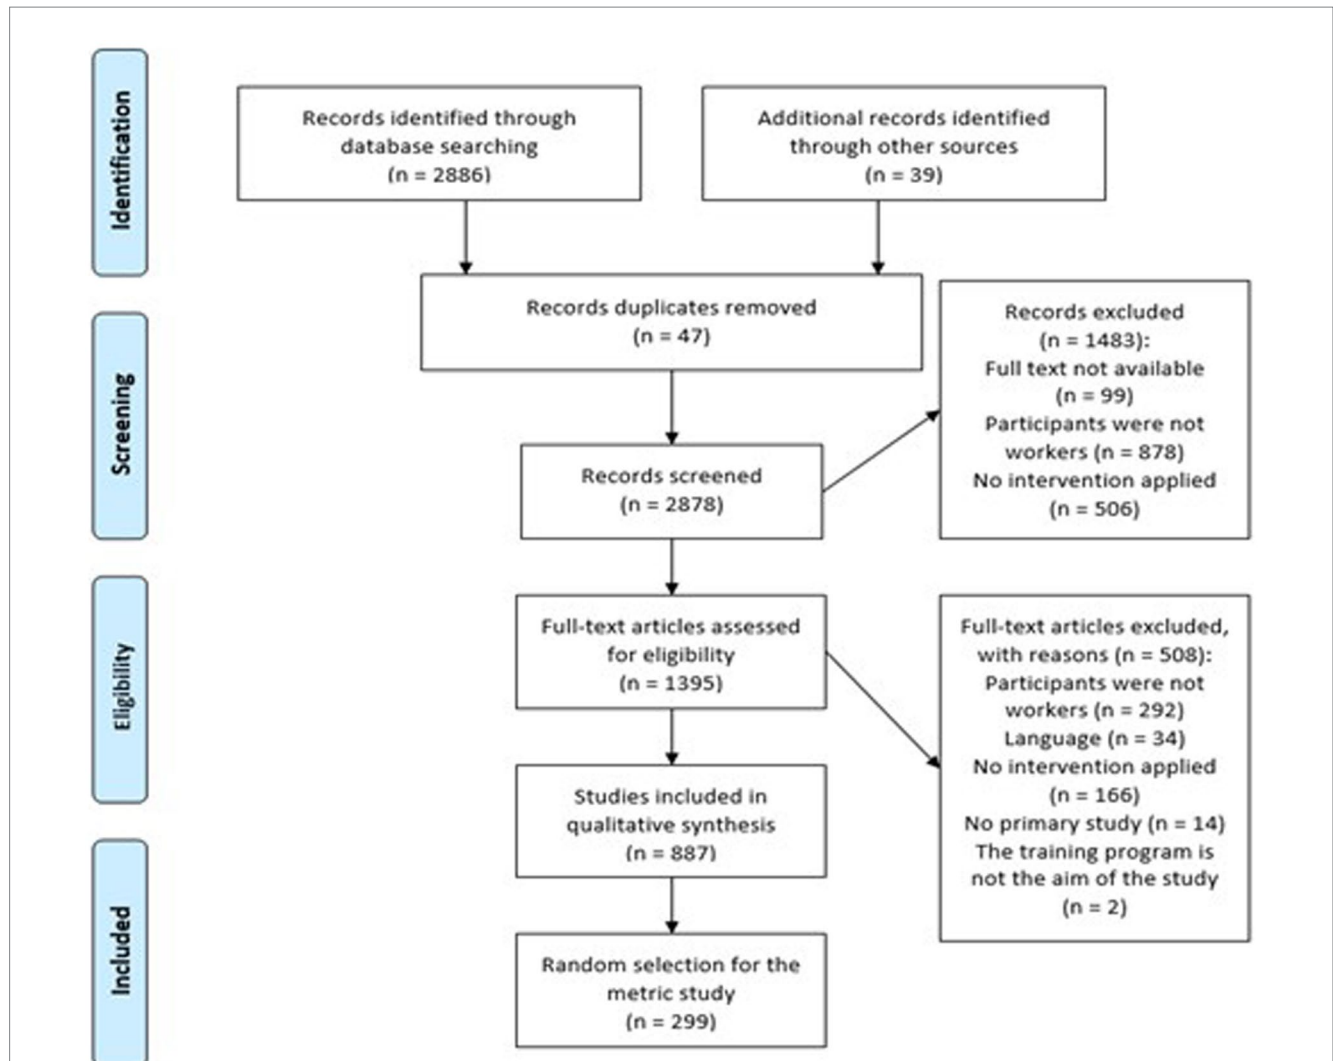 Identification
Records identified through
database searching
(n = 2886)
Additional records identified
through other sources
(n = 39)
Records duplicates removed
(n = 47)
Screening
Records excluded
(n = 1483):
Full text not available
(n = 99)
Participants were not
workers (n = 878)
No intervention applied
(n = 506)
Records screened
(n = 2878)
Eligibility
Full-text articles assessed
for eligibility
(n = 1395)
Full-text articles excluded,
with reasons (n = 508):
Participants were not
workers (n = 292)
Language (n = 34)
No intervention applied
(n = 166)
No primary study (n = 14)
The training program is
not the aim of the study
(n = 2)
Studies included in
qualitative synthesis
(n = 887)
Included
Random selection for the
metric study
(n = 299)